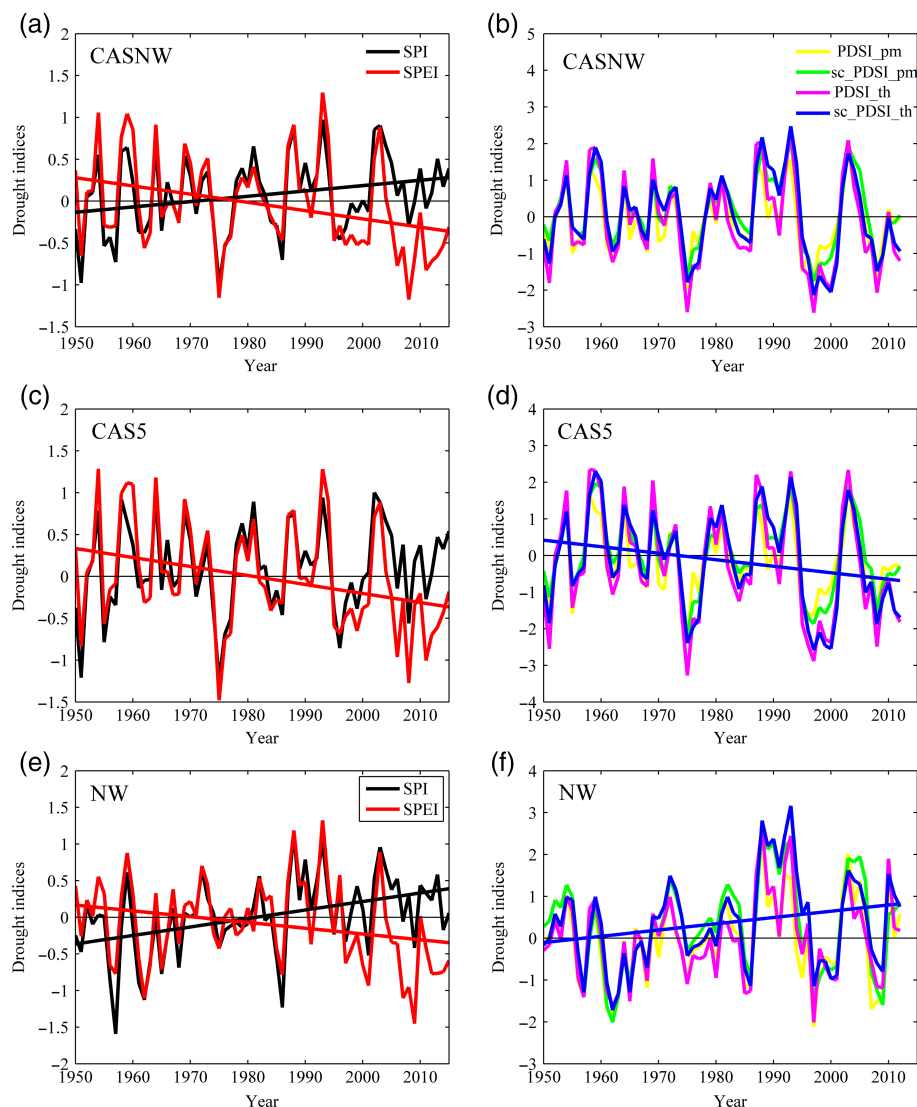 (a)
CASNW
SPI
SPEI
Drought indices
2
1.5
1
0.5
0
−0.5
−1
−1.5
1950 1960 1970 1980 1990 2000 2010
Year
(b)
CASNW
PDSI_pm
sc_PDSI_pm
PDSI_th
sc_PDSI_th
Drought indices
5
4
3
2
1
0
−1
−2
−3
1950 1960 1970 1980 1990 2000 2010
Year
(c)
CAS5
Drought indices
2
1.5
1
0.5
0
−0.5
−1
−1.5
1950 1960 1970 1980 1990 2000 2010
Year
(d)
CAS5
Drought indices
4
3
2
1
0
−1
−2
−3
−4
1950 1960 1970 1980 1990 2000 2010
Year
(e)
NW
SPI
SPEI
Drought indices
2
1.5
1
0.5
0
−0.5
−1
−1.5
−2
1950 1960 1970 1980 1990 2000 2010
Year
(f)
NW
Drought indices
4
3
2
1
0
−1
−2
−3
1950 1960 1970 1980 1990 2000 2010
Year